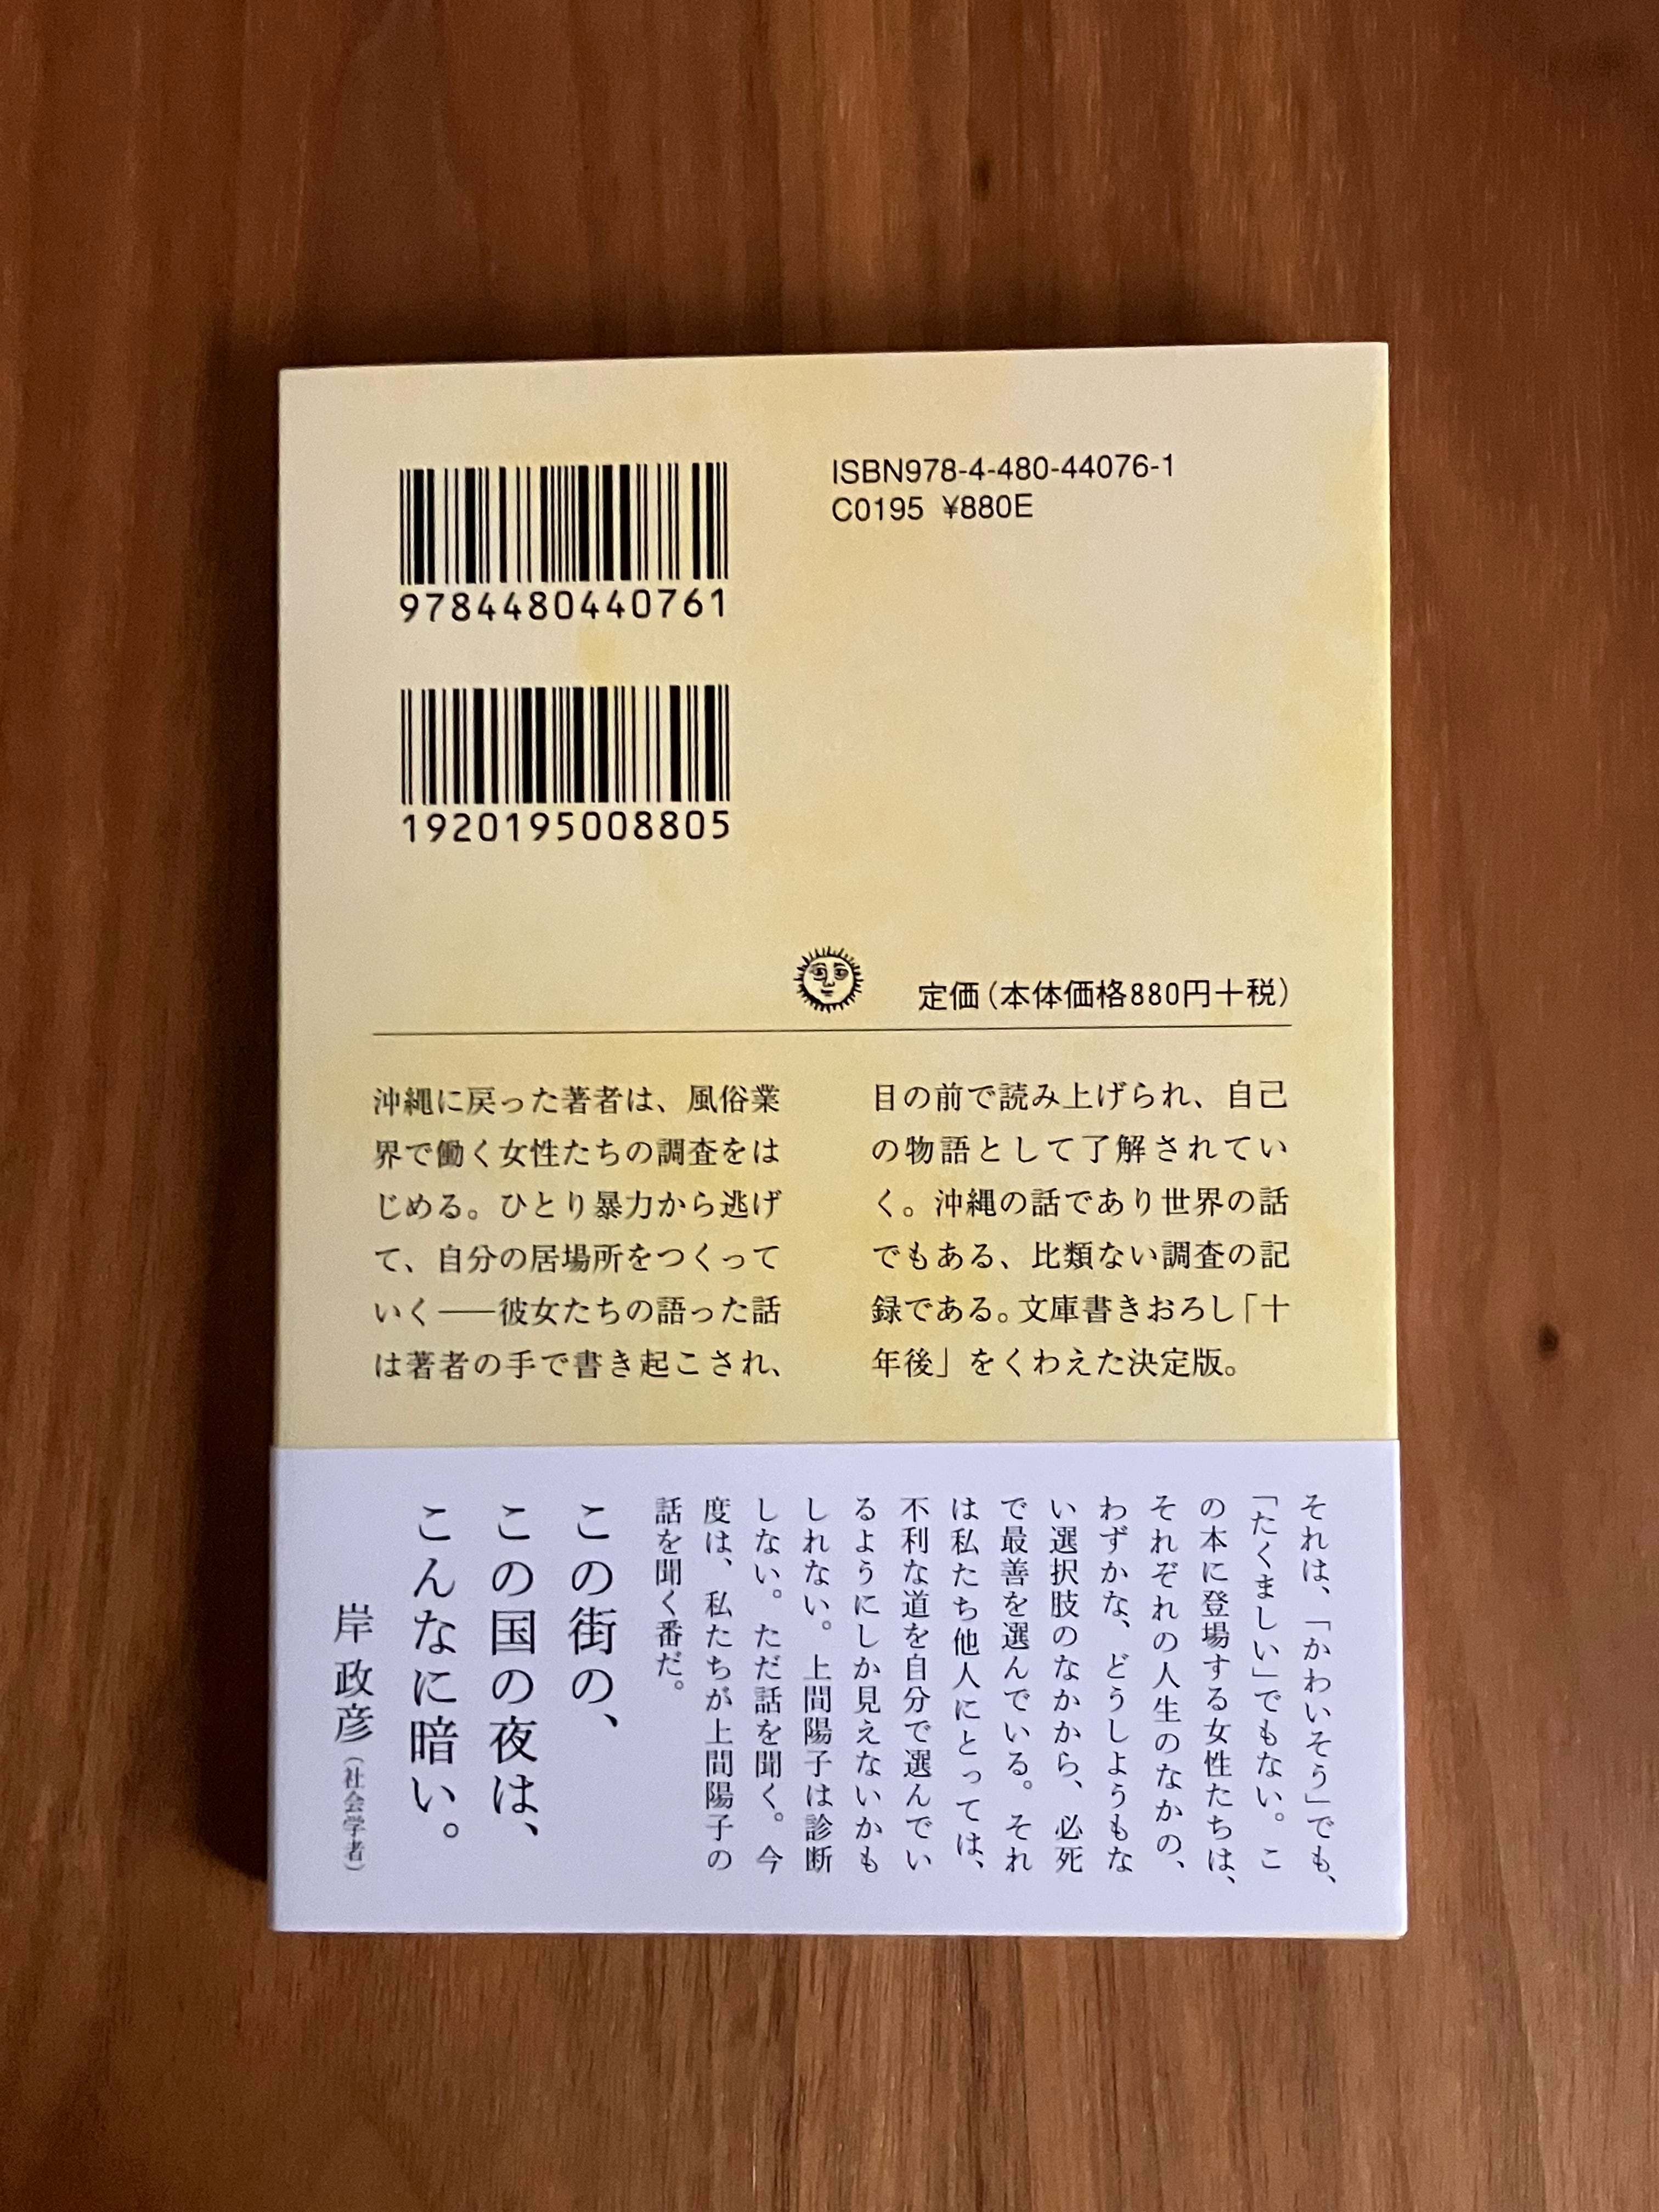 9784480440761
1920195008805
ISBN978-4-480-44076-1
C0195 ¥880E
定価(本体価格880円+税)
沖縄に戻った著者は、風俗業
界で働く女性たちの調査をは
じめる。ひとり暴力から逃げ
て、自分の居場所をつくって
いく――彼女たちの語った話
は著者の手で書き起こされ、
目の前で読み上げられ、自己
の物語として了解されてい
く。沖縄の話であり世界の話
でもある、比類ない調査の記
録である。文庫書きおろし「十
年後」をくわえた決定版。
それは、「かわいそう」でも、
「たくましい」でもない。こ
の本に登場する女性たちは、
それぞれの人生のなかの、
わずかな、どうしようもな
い選択肢のなかから、必死
で最善を選んでいる。それ
は私たち他人にとっては、
不利な道を自分で選んでい
るようにしか見えないかも
しれない。上間陽子は診断
しない。ただ話を聞く。今
度は、私たちが上間陽子の
話を聞く番だ。
この街の、
この国の夜は、
こんなに暗い。
岸 政彦(社会学者)